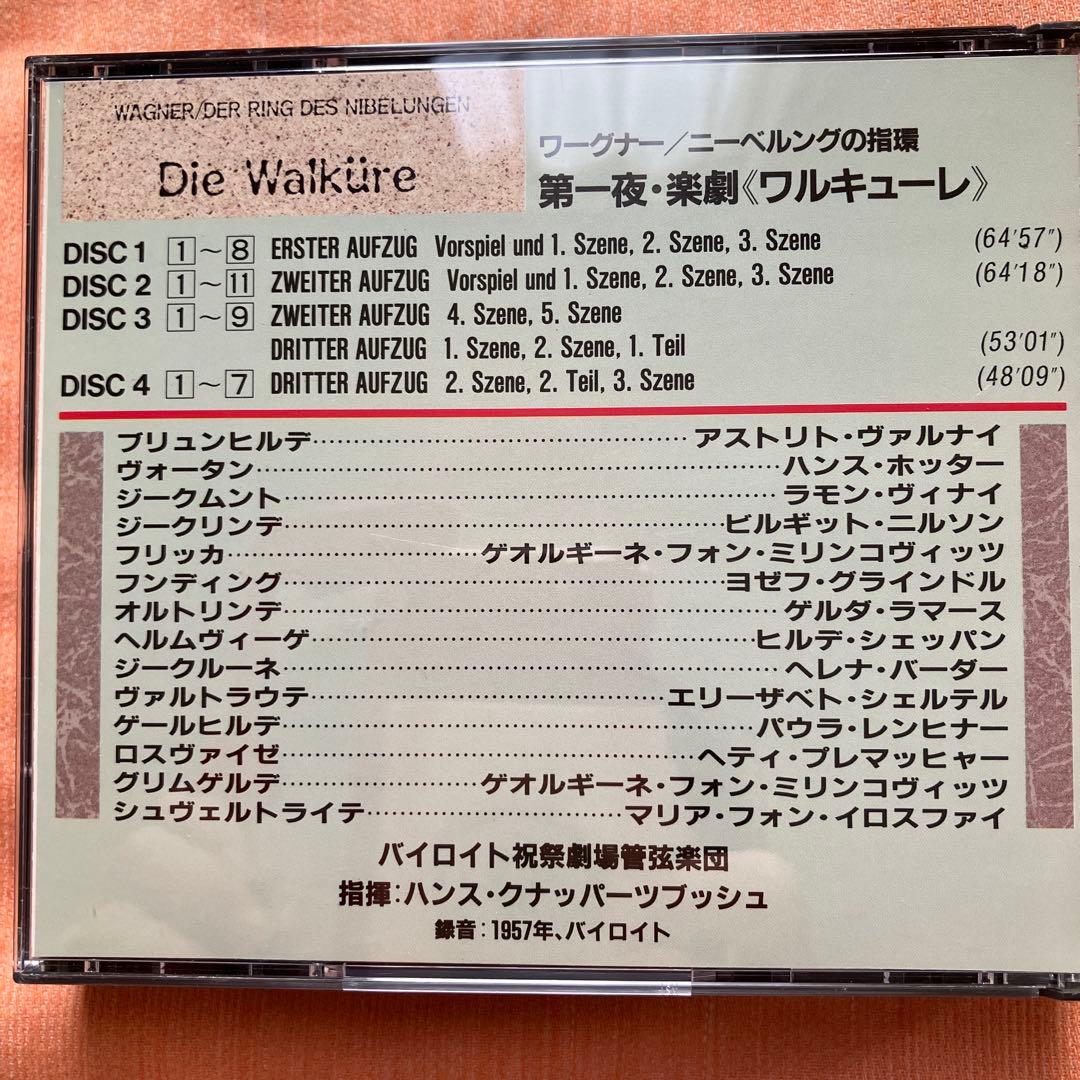 WAGNER/DER RING DES NIBELUNGEN
Die Walküre
ワーグナー/ニーベルングの指環
第一夜・楽劇《ワルキューレ》
DISC 1 1～8 ERSTER AUFZUG Vorspiel und 1. Szene, 2. Szene, 3. Szene (64'57")
DISC 2 1～11 ZWEITER AUFZUG Vorspiel und 1. Szene, 2. Szene, 3. Szene (64'18")
DISC 3 1～9 ZWEITER AUFZUG 4. Szene, 5. Szene
DRITTER AUFZUG 1. Szene, 2. Szene, 1. Teil (53'01")
DISC 4 1～7 DRITTER AUFZUG 2. Szene, 2. Teil, 3. Szene (48'09")
ブリュンヒルデ……アストリト・ヴァルナイ
ヴォータン……ハンス・ホッター
ジークムント……ラモン・ヴィナイ
ジークリンデ……ビルギット・ニルソン
フリッカ……ゲオルギーネ・フォン・ミリンコヴィッツ
フンディング……ヨゼフ・グラインドル
オルトリンデ……ゲルダ・ラマース
ヘルムヴィーゲ……ヒルデ・シェッパン
ジークルーネ……ヘレナ・バーダー
ヴァルトラウテ……エリーザベト・シェルテル
ゲールヒルデ……パウラ・レンヒナー
ロスヴァイゼ……ヘティ・プレマッヒャー
グリムゲルデ……ゲオルギーネ・フォン・ミリンコヴィッツ
シュヴェルトライテ……マリア・フォン・イロスファイ
バイロイト祝祭劇場管弦楽団
指揮:ハンス・クナッパーツブッシュ
録音:1957年、バイロイト